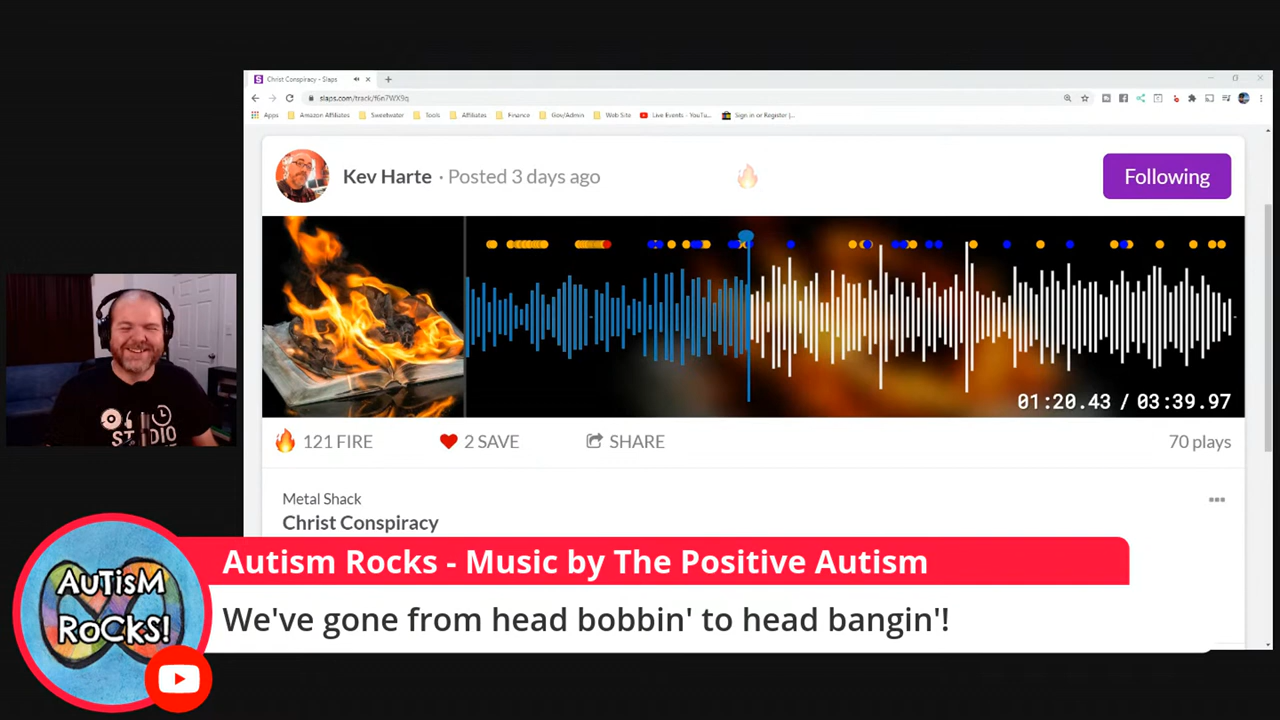 Christ Conspiracy - Slaps
slaps.com/track/f6n7WX9q
Apps
Amazon Affiliates
Sweetwater
Tools
Affiliates
Finance
Gov/Admin
Web Site
Live Events - YouTu...
Sign in or Register |...
Kev Harte · Posted 3 days ago
Following
01:20.43 / 03:39.97
121 FIRE
2 SAVE
SHARE
70 plays
Metal Shack
Christ Conspiracy
Autism Rocks - Music by The Positive Autism
We've gone from head bobbin' to head bangin'!
AUTiSM
RoCKS!